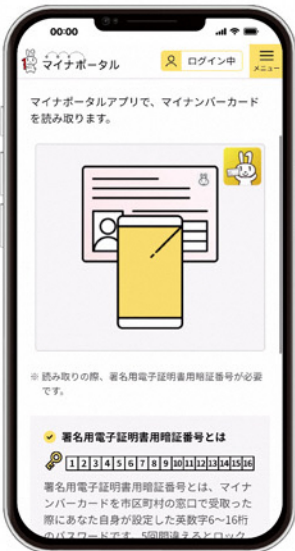 00:00
マイナポータル
ログイン中
メニュー
マイナポータルアプリで、マイナンバーカード
を読み取ります。
※ 読み取りの際、署名用電子証明書用暗証番号が必要
です。
署名用電子証明書用暗証番号とは
1 2 3 4 5 6 7 8 9 10 11 12 13 14 15 16
署名用電子証明書用暗証番号とは、マイナ
ンバーカードを市区町村の窓口で受取った
際にあなた自身が設定した英数字6〜16桁
のパスワードです。5回間違えるとロック